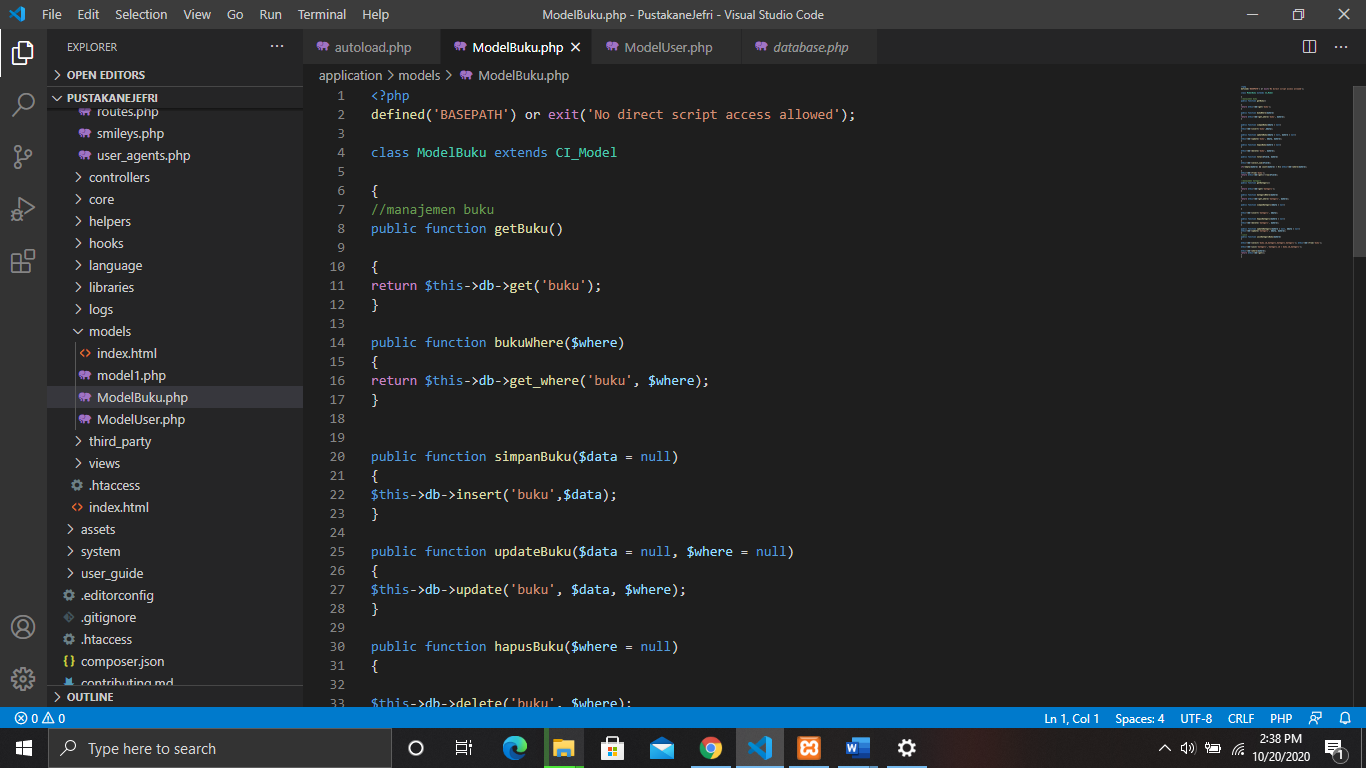 File Edit Selection View Go Run Terminal Help
ModelBuku.php - PustakaneJefri - Visual Studio Code
EXPLORER
OPEN EDITORS
PUSTAKANEJEFRI
routes.php
smileys.php
user_agents.php
controllers
core
helpers
hooks
language
libraries
logs
models
index.html
model1.php
ModelBuku.php
ModelUser.php
third_party
views
.htaccess
index.html
assets
system
user_guide
.editorconfig
.gitignore
.htaccess
composer.json
contributing.md
OUTLINE
autoload.php ModelBuku.php ModelUser.php database.php
application > models > ModelBuku.php
1 <?php
2 defined('BASEPATH') or exit('No direct script access allowed');
3
4 class ModelBuku extends CI_Model
5
6 {
7 //manajemen buku
8 public function getBuku()
9
10 {
11 return $this->db->get('buku');
12 }
13
14 public function bukuWhere($where)
15 {
16 return $this->db->get_where('buku', $where);
17 }
18
19
20 public function simpanBuku($data = null)
21 {
22 $this->db->insert('buku',$data);
23 }
24
25 public function updateBuku($data = null, $where = null)
26 {
27 $this->db->update('buku', $data, $where);
28 }
29
30 public function hapusBuku($where = null)
31 {
32
33 $this->db->delete('buku', $where);
0 0
Ln 1, Col 1 Spaces: 4 UTF-8 CRLF PHP
Type here to search
2:38 PM
10/20/2020
1